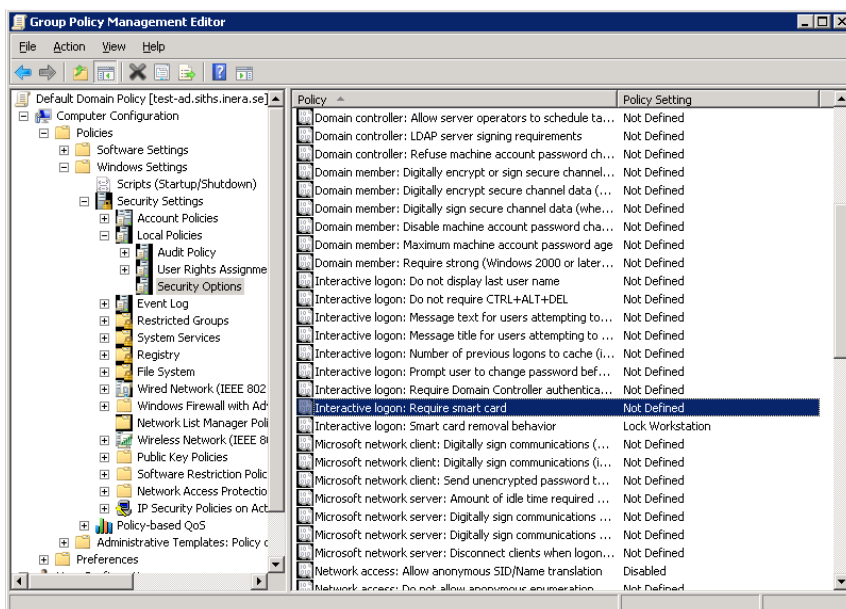 Group Policy Management Editor
File Action View Help
Default Domain Policy [test-ad.siths.inera.se]
Computer Configuration
Policies
Software Settings
Windows Settings
Scripts (Startup/Shutdown)
Security Settings
Account Policies
Local Policies
Audit Policy
User Rights Assignme
Security Options
Event Log
Restricted Groups
System Services
Registry
File System
Wired Network (IEEE 802
Windows Firewall with Ad
Network List Manager Poli
Wireless Network (IEEE 8
Public Key Policies
Software Restriction Polic
Network Access Protectio
IP Security Policies on Act
Policy-based QoS
Administrative Templates: Policy
Preferences
Policy Policy Setting
Domain controller: Allow server operators to schedule ta... Not Defined
Domain controller: LDAP server signing requirements Not Defined
Domain controller: Refuse machine account password ch... Not Defined
Domain member: Digitally encrypt or sign secure channel... Not Defined
Domain member: Digitally encrypt secure channel data (... Not Defined
Domain member: Digitally sign secure channel data (whe... Not Defined
Domain member: Disable machine account password cha... Not Defined
Domain member: Maximum machine account password age Not Defined
Domain member: Require strong (Windows 2000 or later... Not Defined
Interactive logon: Do not display last user name Not Defined
Interactive logon: Do not require CTRL+ALT+DEL Not Defined
Interactive logon: Message text for users attempting to... Not Defined
Interactive logon: Message title for users attempting to ... Not Defined
Interactive logon: Number of previous logons to cache (i... Not Defined
Interactive logon: Prompt user to change password bef... Not Defined
Interactive logon: Require Domain Controller authentica... Not Defined
Interactive logon: Require smart card Not Defined
Interactive logon: Smart card removal behavior Lock Workstation
Microsoft network client: Digitally sign communications (... Not Defined
Microsoft network client: Digitally sign communications (i... Not Defined
Microsoft network client: Send unencrypted password t... Not Defined
Microsoft network server: Amount of idle time required ... Not Defined
Microsoft network server: Digitally sign communications ... Not Defined
Microsoft network server: Digitally sign communications ... Not Defined
Microsoft network server: Disconnect clients when logon... Not Defined
Network access: Allow anonymous SID/Name translation Disabled
Network access: Do not allow anonymous enumeration Not Defined